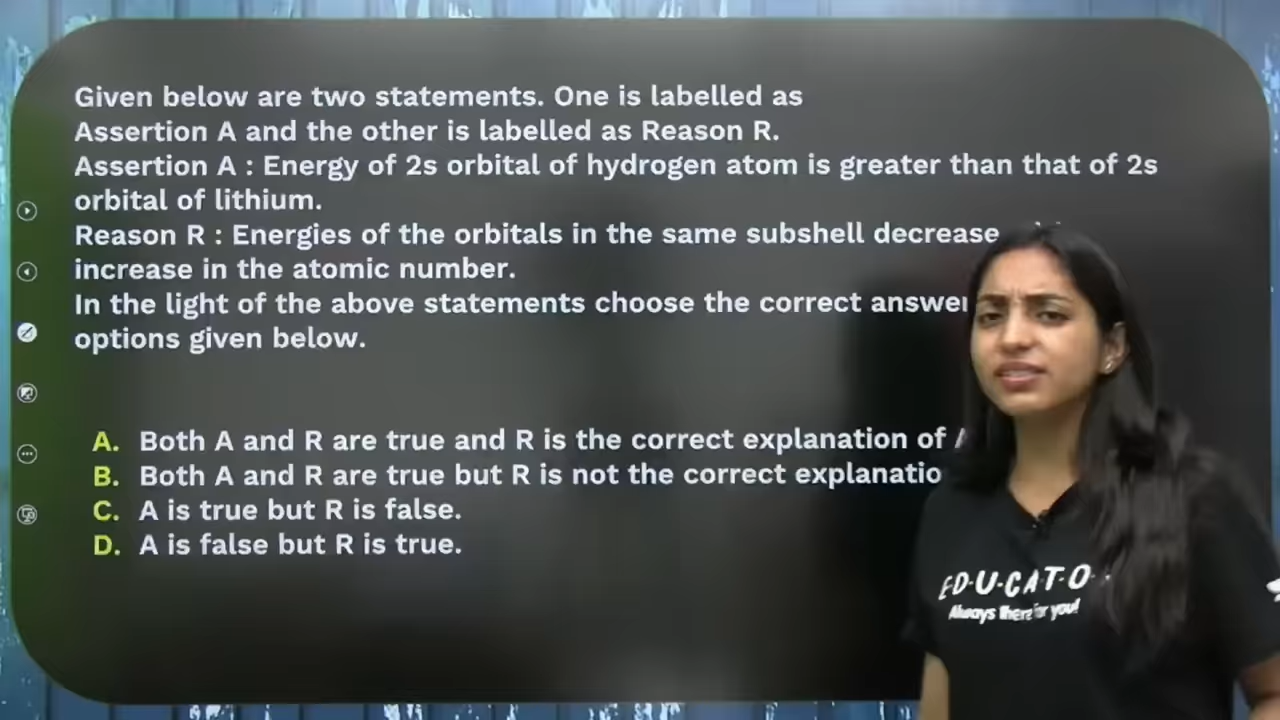 Given below are two statements. One is labelled as
Assertion A and the other is labelled as Reason R.
Assertion A : Energy of 2s orbital of hydrogen atom is greater than that of 2s
orbital of lithium.
Reason R : Energies of the orbitals in the same subshell decrease
increase in the atomic number.
In the light of the above statements choose the correct answer
options given below.
A. Both A and R are true and R is the correct explanation of
B. Both A and R are true but R is not the correct
C. A is true but R is false.
D. A is false but R is true.
E·D·U·C·A·T·O
Always there for you!